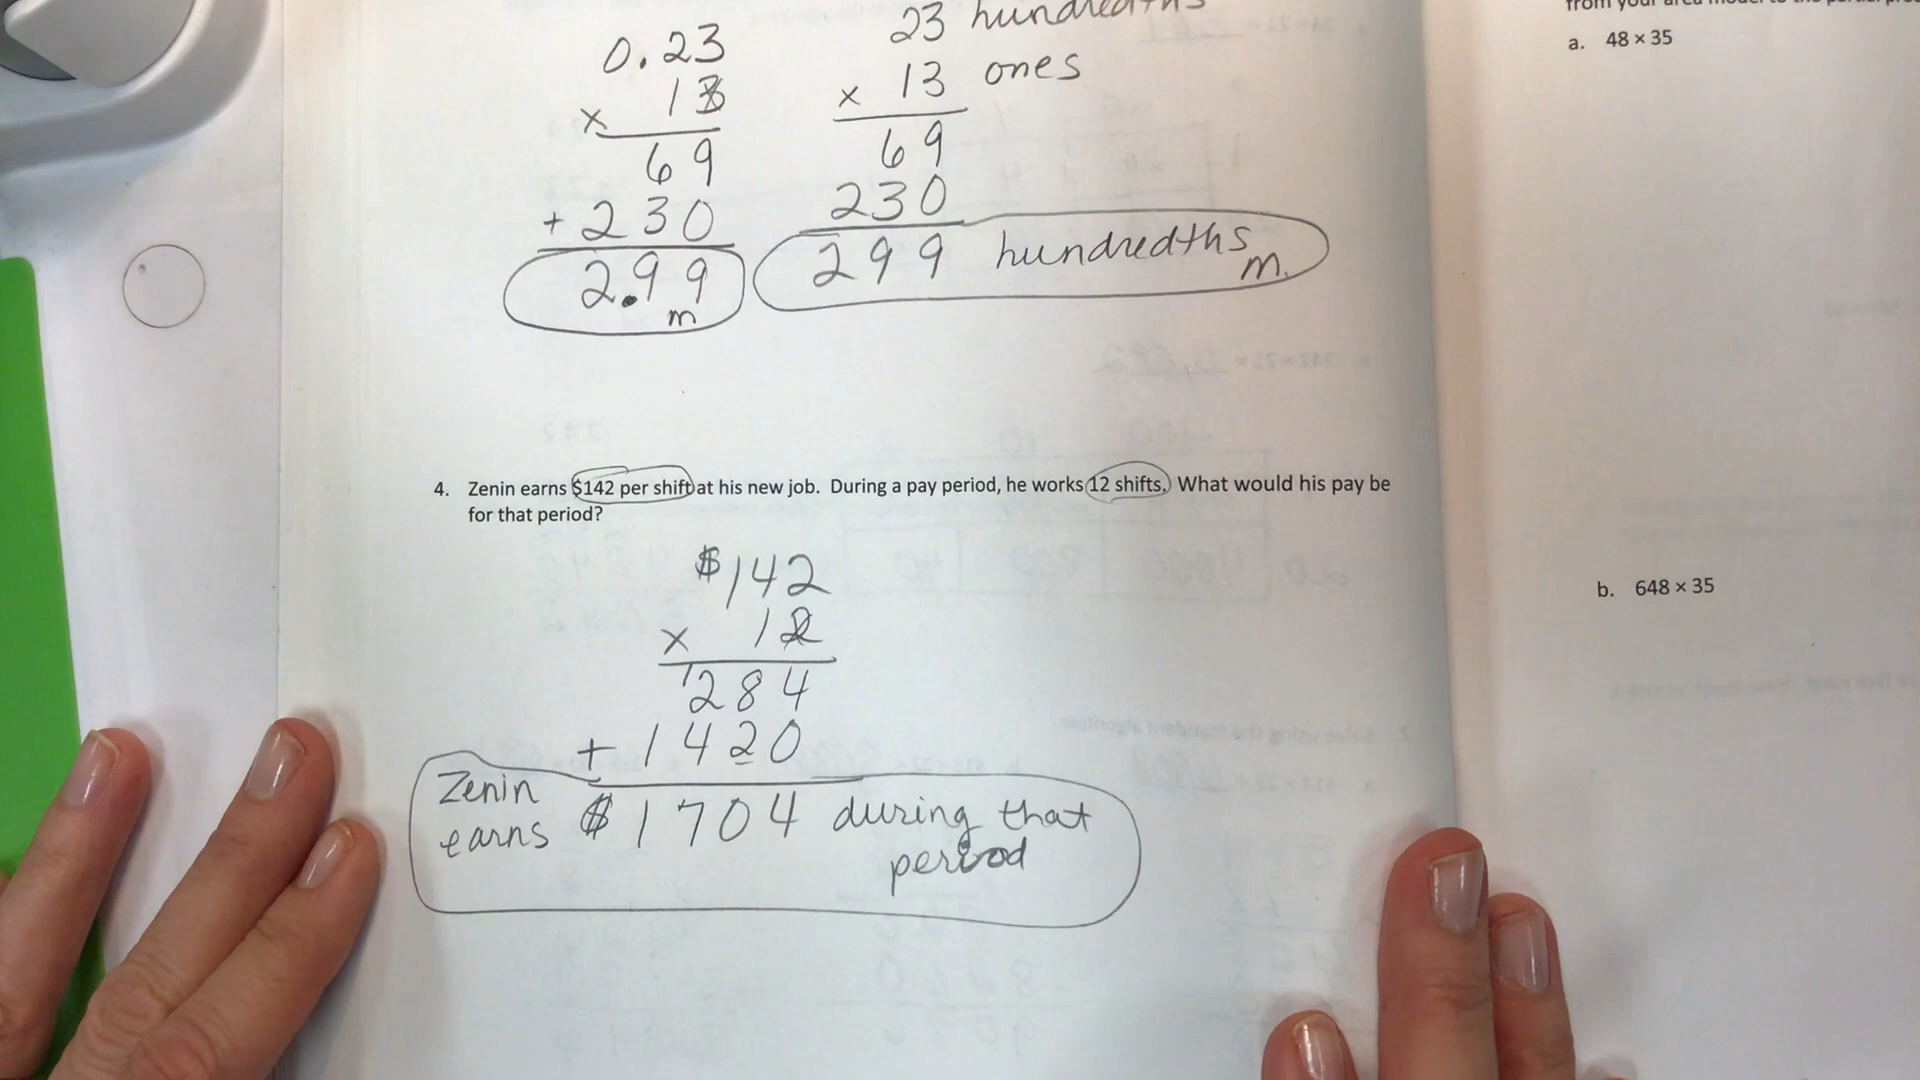 0.23
× 13
69
+ 230
2.99
m
23 hundredths
× 13 ones
69
230
299 hundredths
m.
4. Zenin earns $142 per shift at his new job. During a pay period, he works 12 shifts. What would his pay be
for that period?
$142
× 12
1
284
+ 1420
Zenin
earns $1704 during that
period
a. 48 × 35
b. 648 × 35